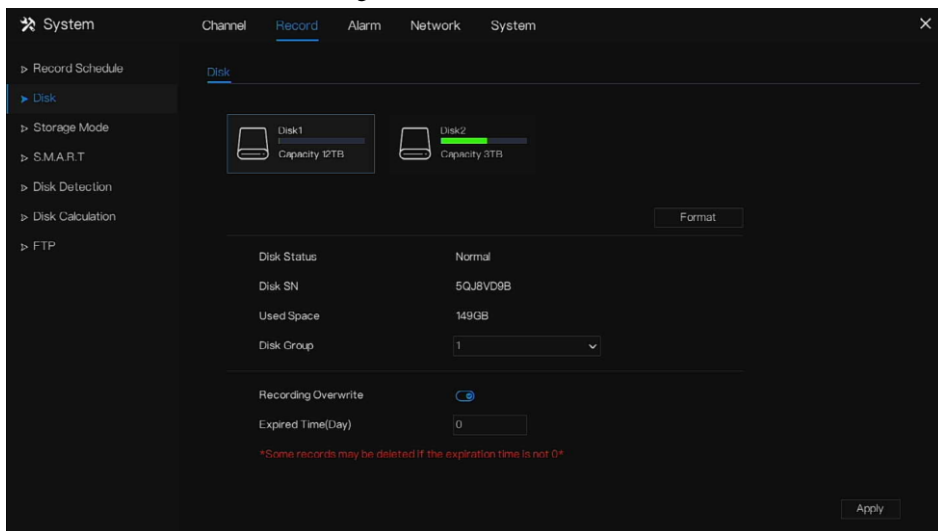 System
Channel Record Alarm Network System
Record Schedule
Disk
Storage Mode
S.M.A.R.T
Disk Detection
Disk Calculation
FTP
Disk
Disk1
Capacity 12TB
Disk2
Capacity 3TB
Format
Disk Status Normal
Disk SN 5QJ8VD9B
Used Space 149GB
Disk Group 1
Recording Overwrite
Expired Time(Day) 0
*Some records may be deleted if the expiration time is not 0*
Apply